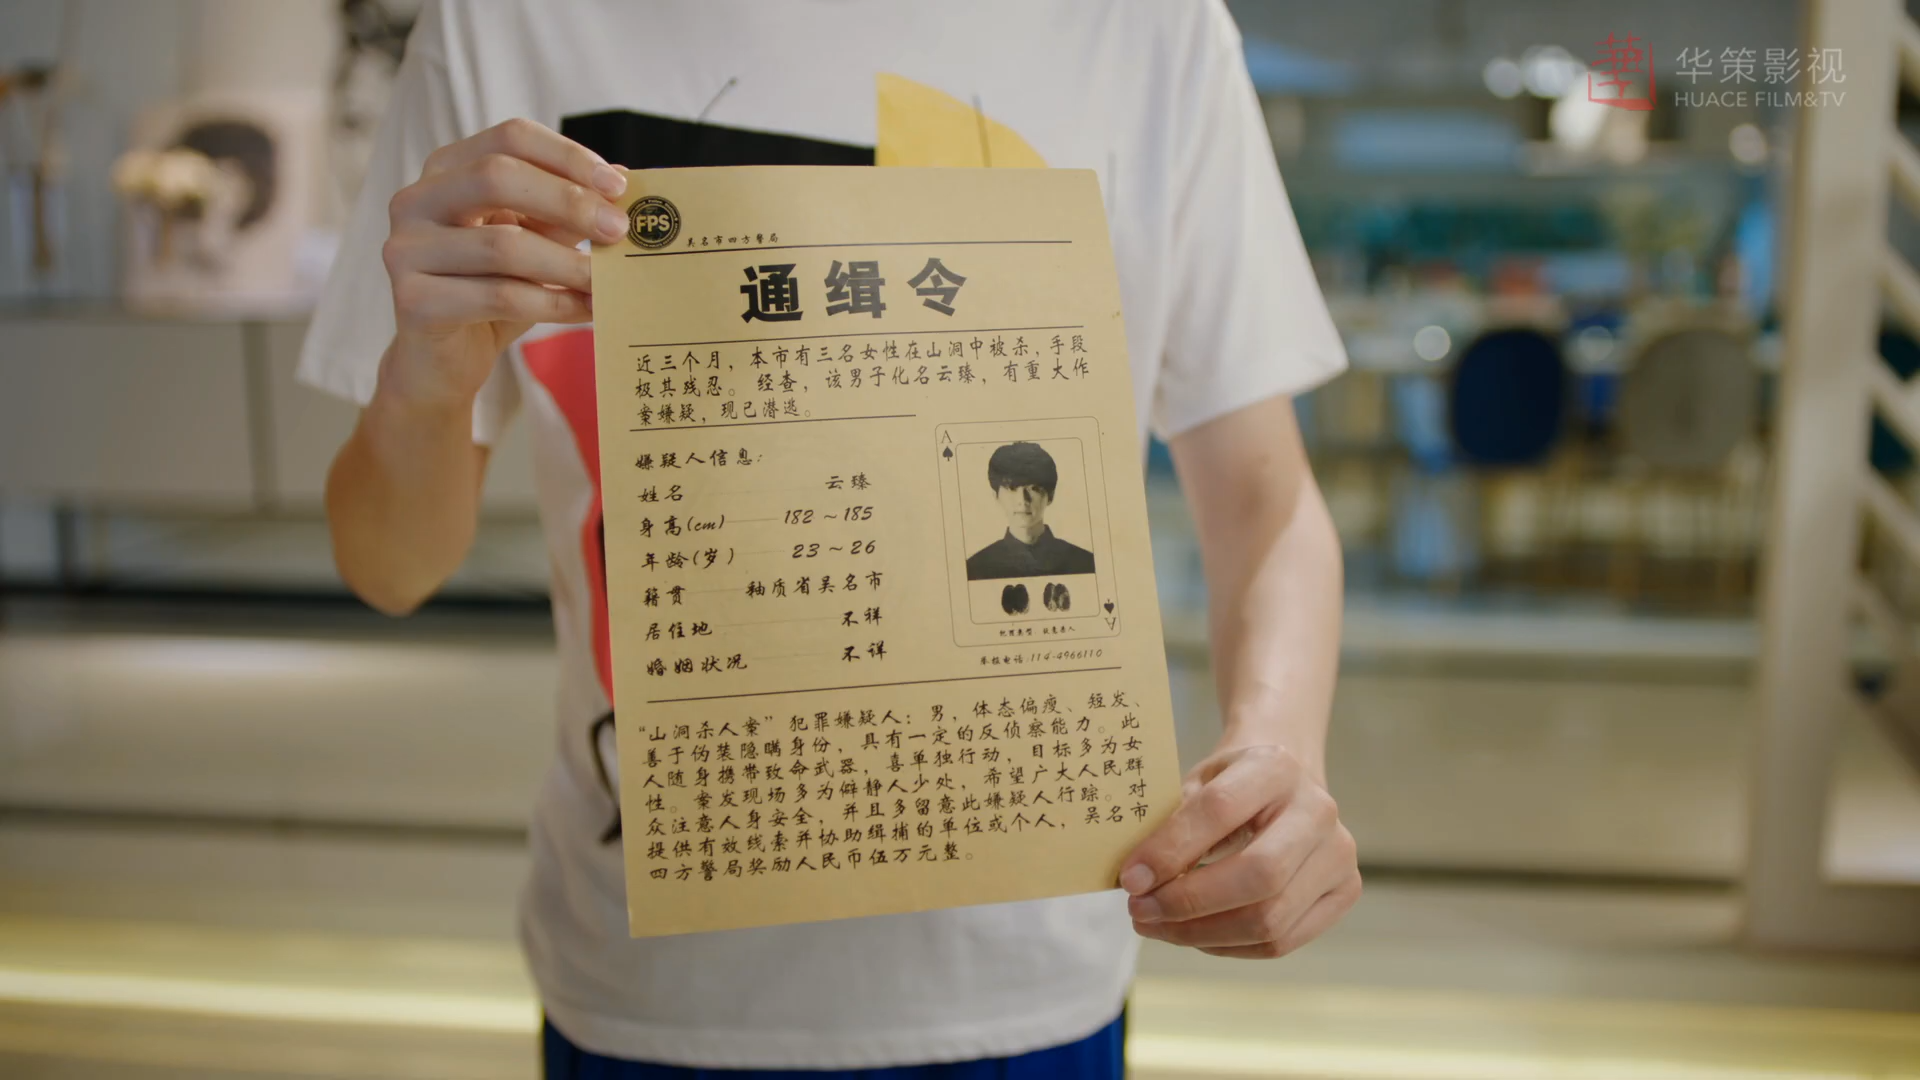 华策影视
HUACE FILM&TV
FPS
吴名市四方警局
通缉令
近三个月，本市有三名女性在山洞中被杀，手段
极其残忍。经查，该男子化名云臻，有重大作
案嫌疑，现已潜逃。
嫌疑人信息：
姓名 云臻
身高(cm) 182～185
年龄(岁) 23～26
籍贯 釉质省吴名市
居住地 不祥
婚姻状况 不详
A
A
举报电话:114-4966110
“山洞杀人案”犯罪嫌疑人：男，体态偏瘦、短发、
善于伪装隐瞒身份，具有一定的反侦察能力。此
人随身携带致命武器，喜单独行动，目标多为女
性。案发现场多为僻静人少处，希望广大人民群
众注意人身安全，并且多留意此嫌疑人行踪。对
提供有效线索并协助缉捕的单位或个人，吴名市
四方警局奖励人民币伍万元整。